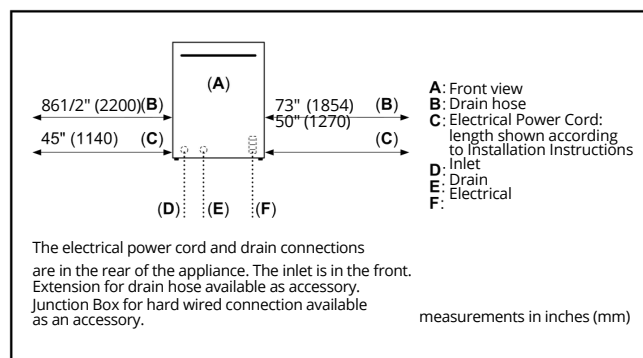 (A)
861/2" (2200)(B)
73" (1854) (B)
50" (1270)
45" (1140) (C)
(C)
(D) (E) (F)
A: Front view
B: Drain hose
C: Electrical Power Cord:
length shown according
to Installation Instructions
D: Inlet
E: Drain
F: Electrical
The electrical power cord and drain connections
are in the rear of the appliance. The inlet is in the front.
Extension for drain hose available as accessory.
Junction Box for hard wired connection available
as an accessory.
measurements in inches (mm)